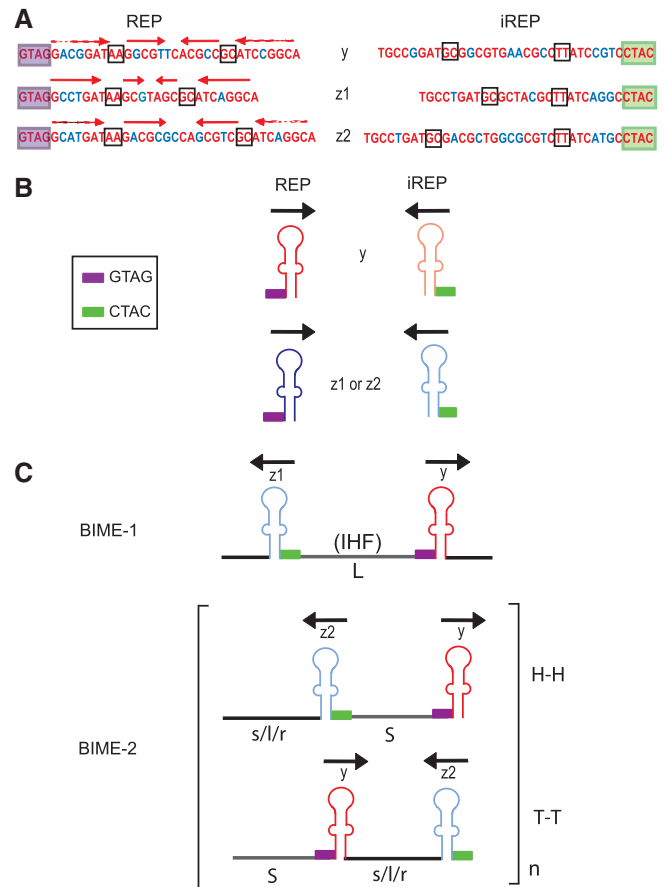 A REP iREP
GTAGGACGGATAAGGCGTTCACGCCGCATCCGGCA y TGCCGGATGCGGCGTGAACGCCTTATCCGTCCTAC
GTAGGCCTGATAAGCGTAGCGCATCAGGCA z1 TGCCTGATGCGCTACGCTTATCAGGCCTAC
GTAGGCATGATAAGACGCGCCAGCGTCGCATCAGGCA z2 TGCCTGATGCGACGCTGGCGCGTCTTATCATGCCTAC
B REP iREP
y
GTAG
CTAC
z1 or z2
C
z1 y
BIME-1 (IHF)
L
z2 y
H-H
s/l/r S
BIME-2
y z2
T-T
S s/l/r n